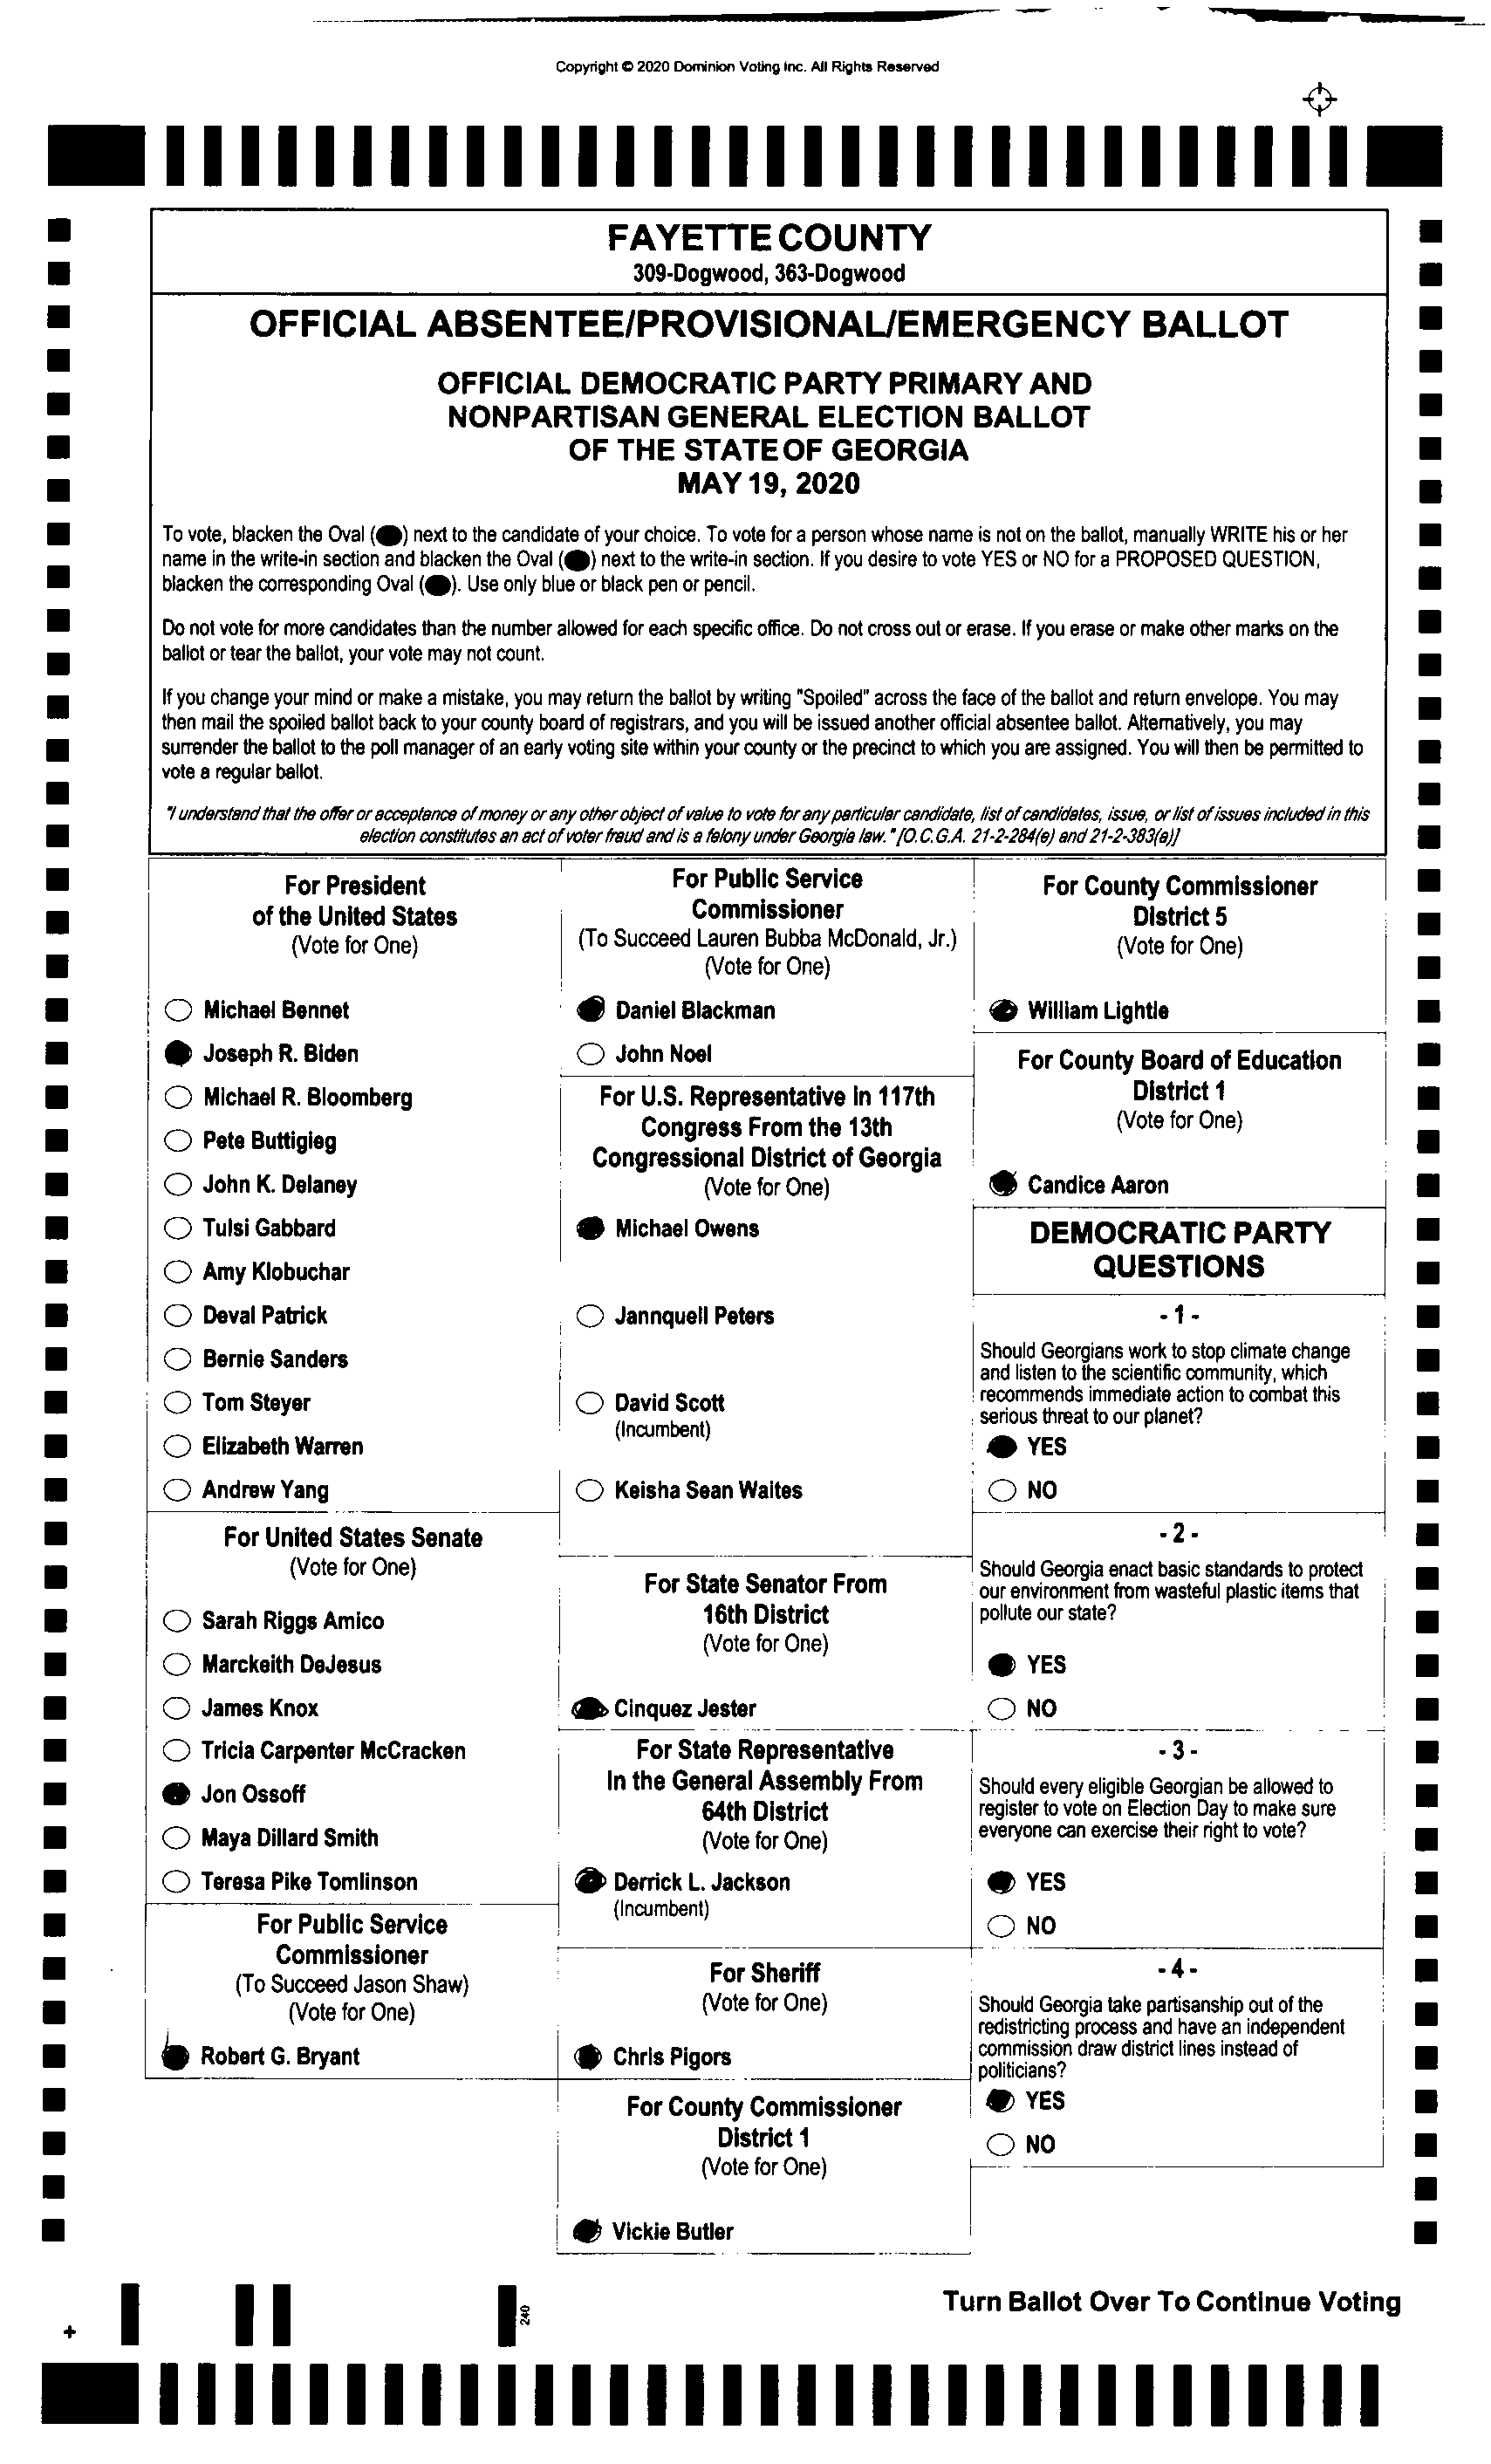 Copyright © 2020 Dominion Voting Inc. All Rights Reserved
FAYETTE COUNTY
309-Dogwood, 363-Dogwood
OFFICIAL ABSENTEE/PROVISIONAL/EMERGENCY BALLOT
OFFICIAL DEMOCRATIC PARTY PRIMARY AND
NONPARTISAN GENERAL ELECTION BALLOT
OF THE STATE OF GEORGIA
MAY 19, 2020
To vote, blacken the Oval ( ) next to the candidate of your choice. To vote for a person whose name is not on the ballot, manually WRITE his or her
name in the write-in section and blacken the Oval ( ) next to the write-in section. If you desire to vote YES or NO for a PROPOSED QUESTION,
blacken the corresponding Oval ( ). Use only blue or black pen or pencil.
Do not vote for more candidates than the number allowed for each specific office. Do not cross out or erase. If you erase or make other marks on the
ballot or tear the ballot, your vote may not count.
If you change your mind or make a mistake, you may return the ballot by writing "Spoiled" across the face of the ballot and return envelope. You may
then mail the spoiled ballot back to your county board of registrars, and you will be issued another official absentee ballot. Alternatively, you may
surrender the ballot to the poll manager of an early voting site within your county or the precinct to which you are assigned. You will then be permitted to
vote a regular ballot.
"I understand that the offer or acceptance of money or any other object of value to vote for any particular candidate, list of candidates, issue, or list of issues included in this
election constitutes an act of voter fraud and is a felony under Georgia law." [O.C.G.A. 21-2-284(e) and 21-2-383(a)]
For President
of the United States
(Vote for One)
Michael Bennet
Joseph R. Biden
Michael R. Bloomberg
Pete Buttigieg
John K. Delaney
Tulsi Gabbard
Amy Klobuchar
Deval Patrick
Bernie Sanders
Tom Steyer
Elizabeth Warren
Andrew Yang
For United States Senate
(Vote for One)
Sarah Riggs Amico
Marckeith DeJesus
James Knox
Tricia Carpenter McCracken
Jon Ossoff
Maya Dillard Smith
Teresa Pike Tomlinson
For Public Service
Commissioner
(To Succeed Jason Shaw)
(Vote for One)
Robert G. Bryant
For Public Service
Commissioner
(To Succeed Lauren Bubba McDonald, Jr.)
(Vote for One)
Daniel Blackman
John Noel
For U.S. Representative in 117th
Congress From the 13th
Congressional District of Georgia
(Vote for One)
Michael Owens
Jannquell Peters
David Scott
(Incumbent)
Keisha Sean Waites
For State Senator From
16th District
(Vote for One)
Cinquez Jester
For State Representative
In the General Assembly From
64th District
(Vote for One)
Derrick L. Jackson
(Incumbent)
For Sheriff
(Vote for One)
Chris Pigors
For County Commissioner
District 1
(Vote for One)
Vickie Butler
For County Commissioner
District 5
(Vote for One)
William Lightle
For County Board of Education
District 1
(Vote for One)
Candice Aaron
DEMOCRATIC PARTY
QUESTIONS
- 1 -
Should Georgians work to stop climate change
and listen to the scientific community, which
recommends immediate action to combat this
serious threat to our planet?
YES
NO
- 2 -
Should Georgia enact basic standards to protect
our environment from wasteful plastic items that
pollute our state?
YES
NO
- 3 -
Should every eligible Georgian be allowed to
register to vote on Election Day to make sure
everyone can exercise their right to vote?
YES
NO
- 4 -
Should Georgia take partisanship out of the
redistricting process and have an independent
commission draw district lines instead of
politicians?
YES
NO
240
Turn Ballot Over To Continue Voting